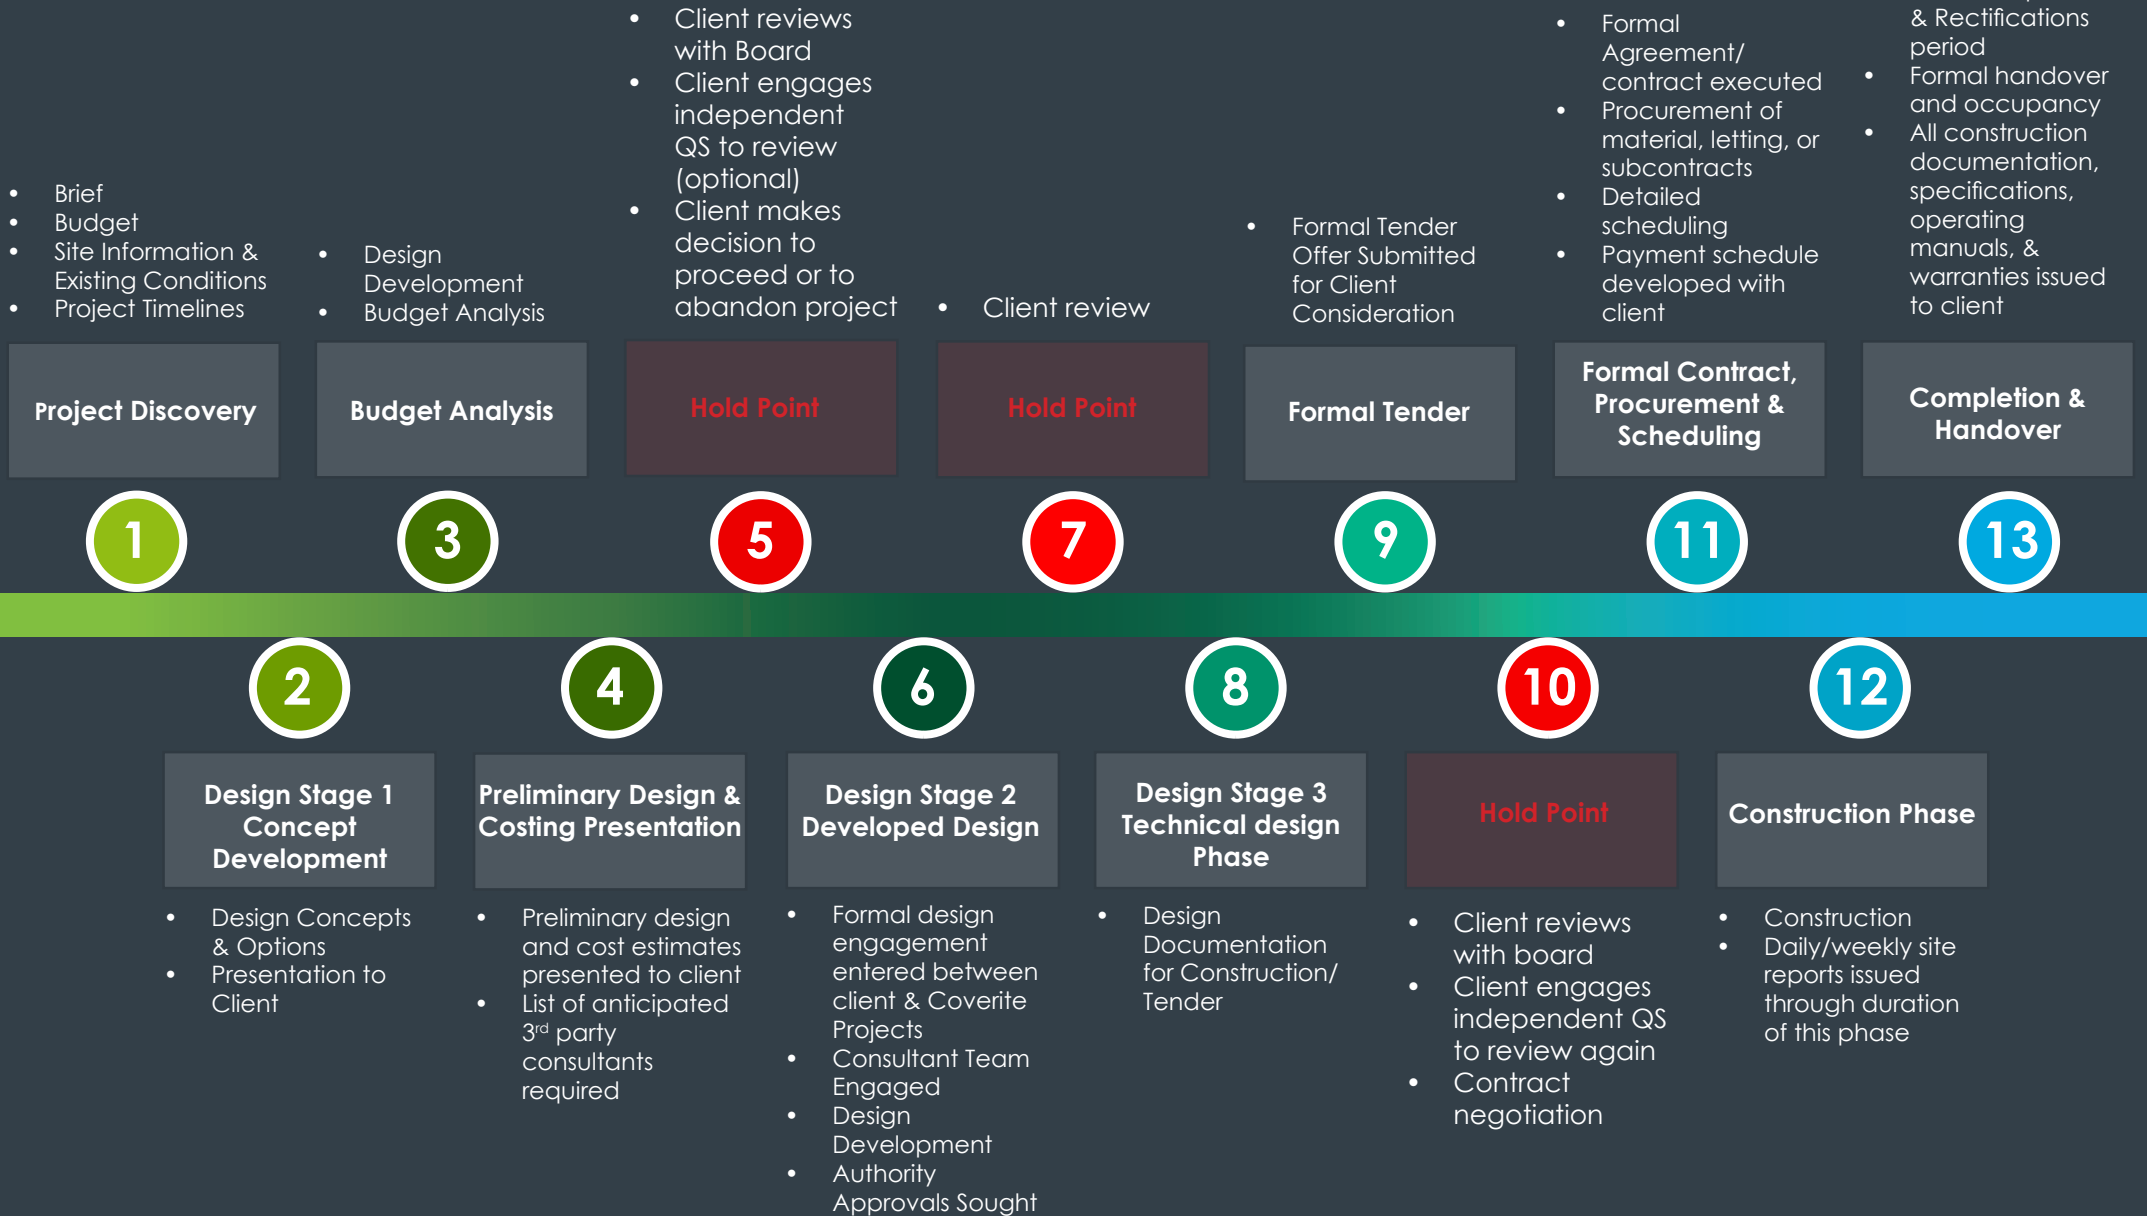 • Brief
• Budget
• Site Information &
Existing Conditions
• Project Timelines
Project Discovery
1
2
Design Stage 1
Concept
Development
• Design Concepts
& Options
• Presentation to
Client
• Design
Development
• Budget Analysis
Budget Analysis
3
4
Preliminary Design &
Costing Presentation
• Preliminary design
and cost estimates
presented to client
• List of anticipated
3rd party
consultants
required
• Client reviews
with Board
• Client engages
independent
QS to review
(optional)
• Client makes
decision to
proceed or to
abandon project
Hold Point
5
6
Design Stage 2
Developed Design
• Formal design
engagement
entered between
client & Coverite
Projects
• Consultant Team
Engaged
• Design
Development
• Authority
Approvals Sought
• Client review
Hold Point
7
8
Design Stage 3
Technical design
Phase
• Design
Documentation
for Construction/
Tender
• Formal Tender
Offer Submitted
for Client
Consideration
Formal Tender
9
10
Hold Point
• Client reviews
with board
• Client engages
independent QS
to review again
• Contract
negotiation
• Formal
Agreement/
contract executed
• Procurement of
material, letting, or
subcontracts
• Detailed
scheduling
• Payment schedule
developed with
client
Formal Contract,
Procurement &
Scheduling
11
12
Construction Phase
• Construction
• Daily/weekly site
reports issued
through duration
of this phase
& Rectifications
period
• Formal handover
and occupancy
• All construction
documentation,
specifications,
operating
manuals, &
warranties issued
to client
Completion &
Handover
13